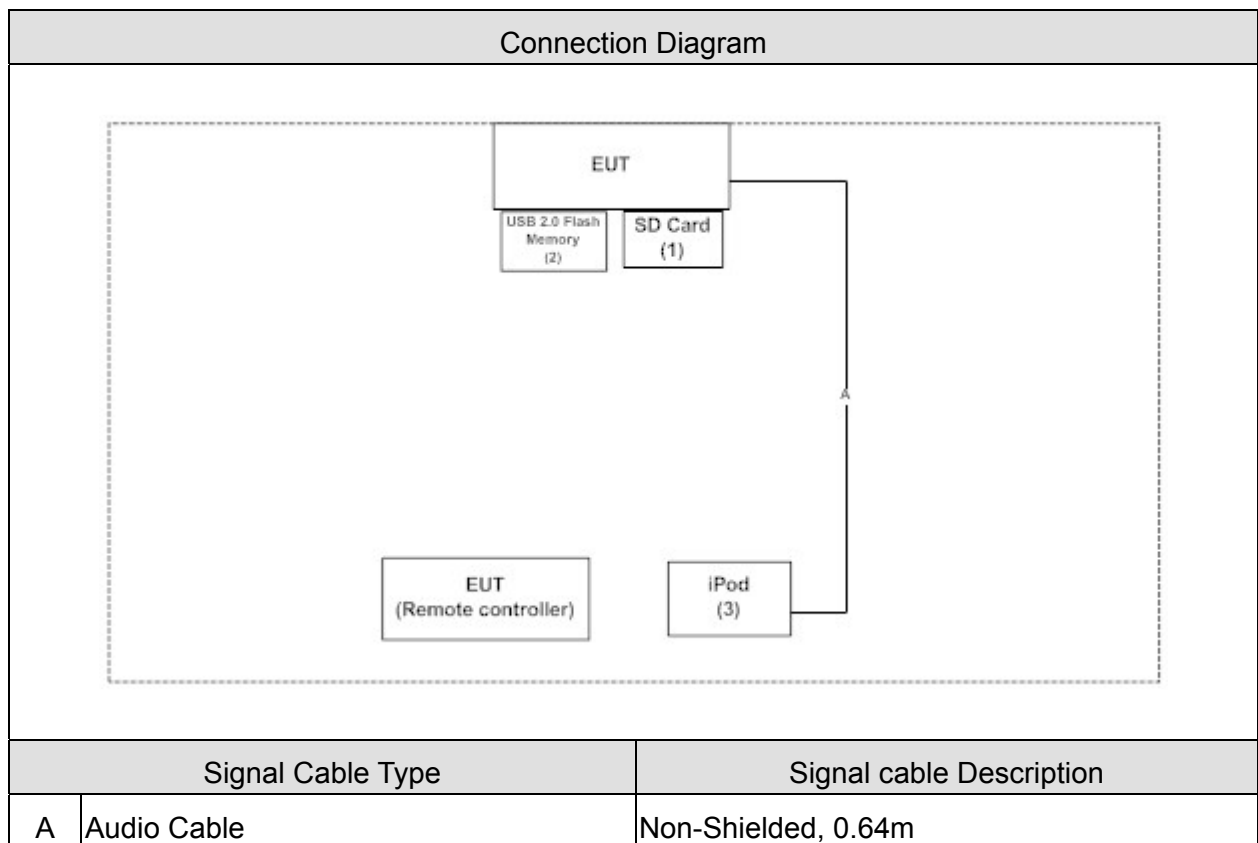 Connection Diagram
EUT
USB 2.0 Flash
Memory
(2)
SD Card
(1)
A
EUT
(Remote controller)
iPod
(3)
Signal Cable Type
Signal cable Description
A
Audio Cable
Non-Shielded, 0.64m